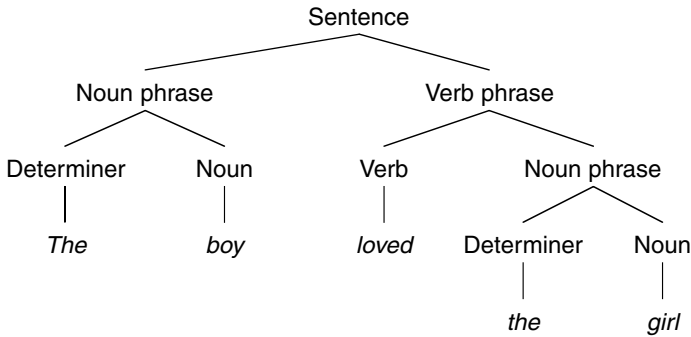 Sentence
Noun phrase Verb phrase
Determiner Noun Verb Noun phrase
The boy loved Determiner Noun
the girl